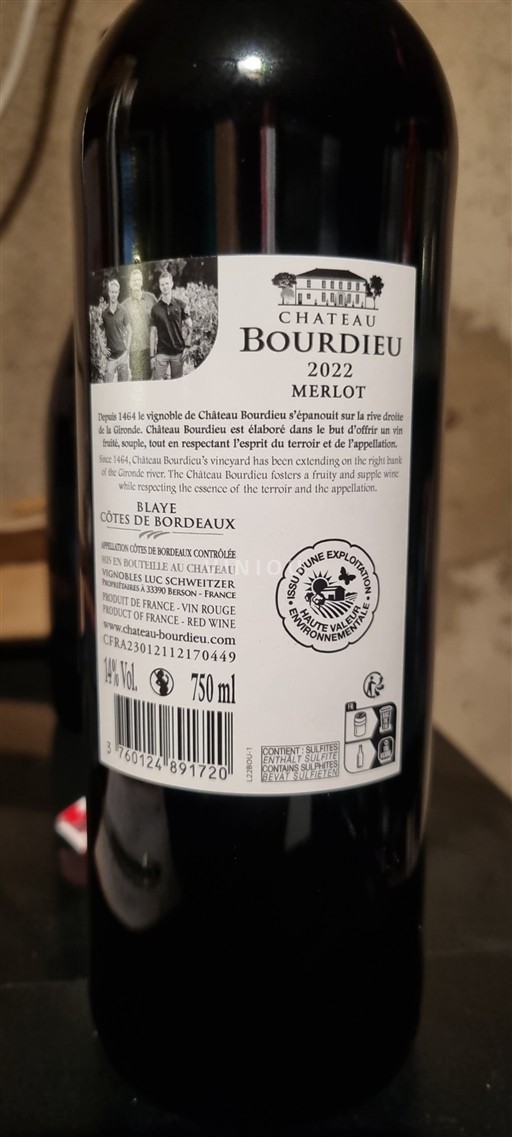 CHATEAU
BOURDIEU
2022
MERLOT
Depuis 1464 le vignoble de Château Bourdieu s'épanouit sur la rive droite
de la Gironde. Château Bourdieu est élaboré dans le but d'offrir un vin
fruité, souple, tout en respectant l'esprit du terroir et de l'appellation.
Since 1464, Château Bourdieu's vineyard has been extending on the right bank
of the Gironde river. The Château Bourdieu fosters a fruity and supple wine
while respecting the essence of the terroir and the appellation.
BLAYE
CÔTES DE BORDEAUX
APPELLATION CÔTES DE BORDEAUX CONTRÔLÉE
MIS EN BOUTEILLE AU CHATEAU
VIGNOBLES LUC SCHWEITZER
PROPRIÉTAIRES À 33390 BERSON - FRANCE
PRODUIT DE FRANCE - VIN ROUGE
PRODUCT OF FRANCE - RED WINE
www.chateau-bourdieu.com
CFRA23012112170449
• ISSU D'UNE EXPLOITATION •
HAUTE VALEUR
ENVIRONNEMENTALE
14% Vol.
750 ml
3 760124 891720
L22BOU-1
CONTIENT : SULFITES
ENTHÄLT SULFITE
CONTAINS SULPHITES
BEVAT SULFIETEN
FR